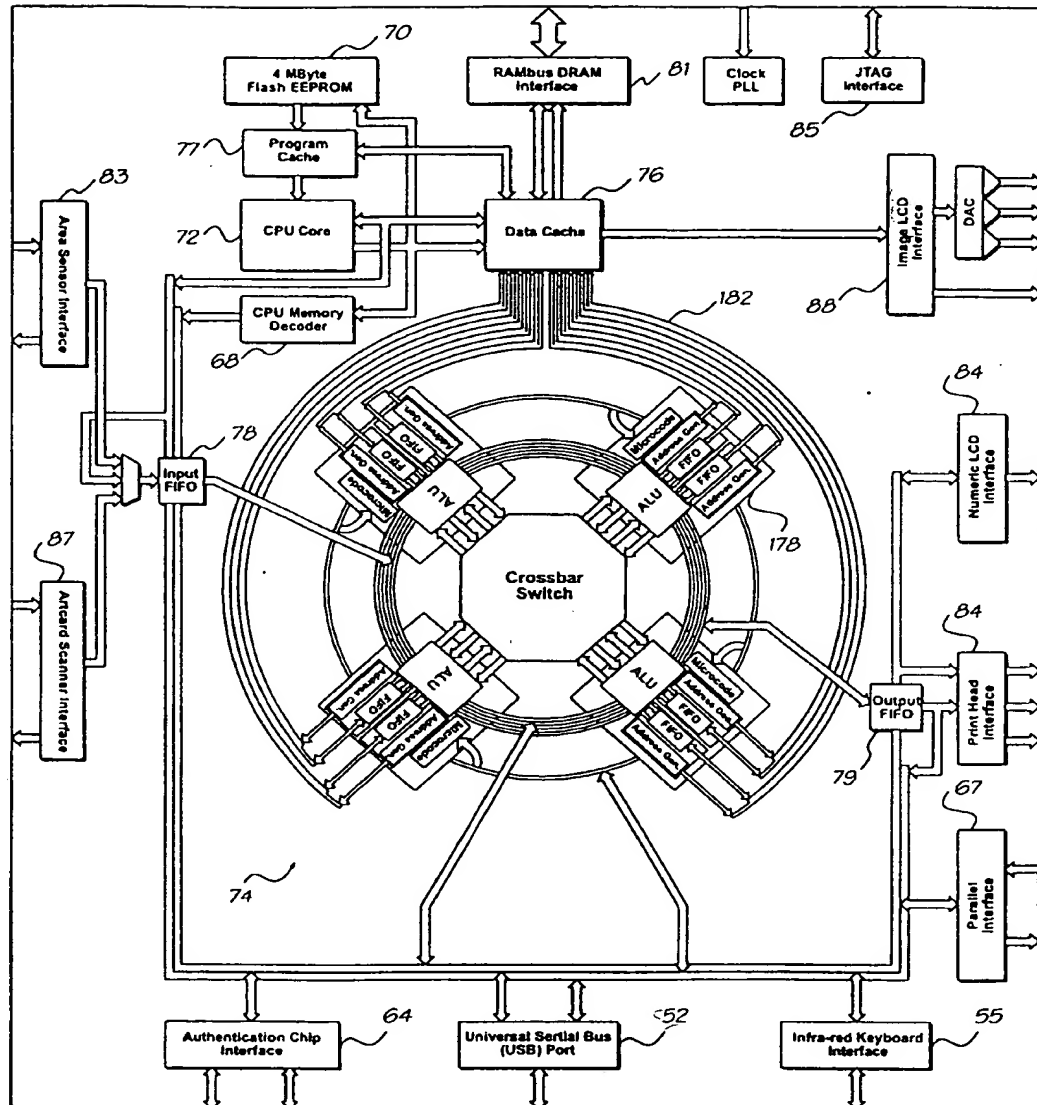 70
4 MByte
Flash EEPROM
RAMbus DRAM
Interface
81
Clock
PLL
JTAG
Interface
85
77
Program
Cache
83
Area Sensor Interface
72
CPU Core
76
Data Cache
Image LCD
Interface
88
DAC
CPU Memory
Decoder
68
182
Address Gen.
FIFO
FIFO
Address Gen.
Microcode
ALU
Microcode
Address Gen.
FIFO
FIFO
Address Gen.
ALU
178
84
Numeric LCD
Interface
78
Input
FIFO
87
Artcard Scanner Interface
Crossbar
Switch
ALU
Address Gen.
FIFO
FIFO
Address Gen.
Microcode
ALU
Microcode
Address Gen.
FIFO
FIFO
Address Gen.
84
Print Head
Interface
Output
FIFO
79
67
Parallel
Interface
74
Authentication Chip
Interface
64
Universal Sertial Bus
(USB) Port
52
Infra-red Keyboard
Interface
55